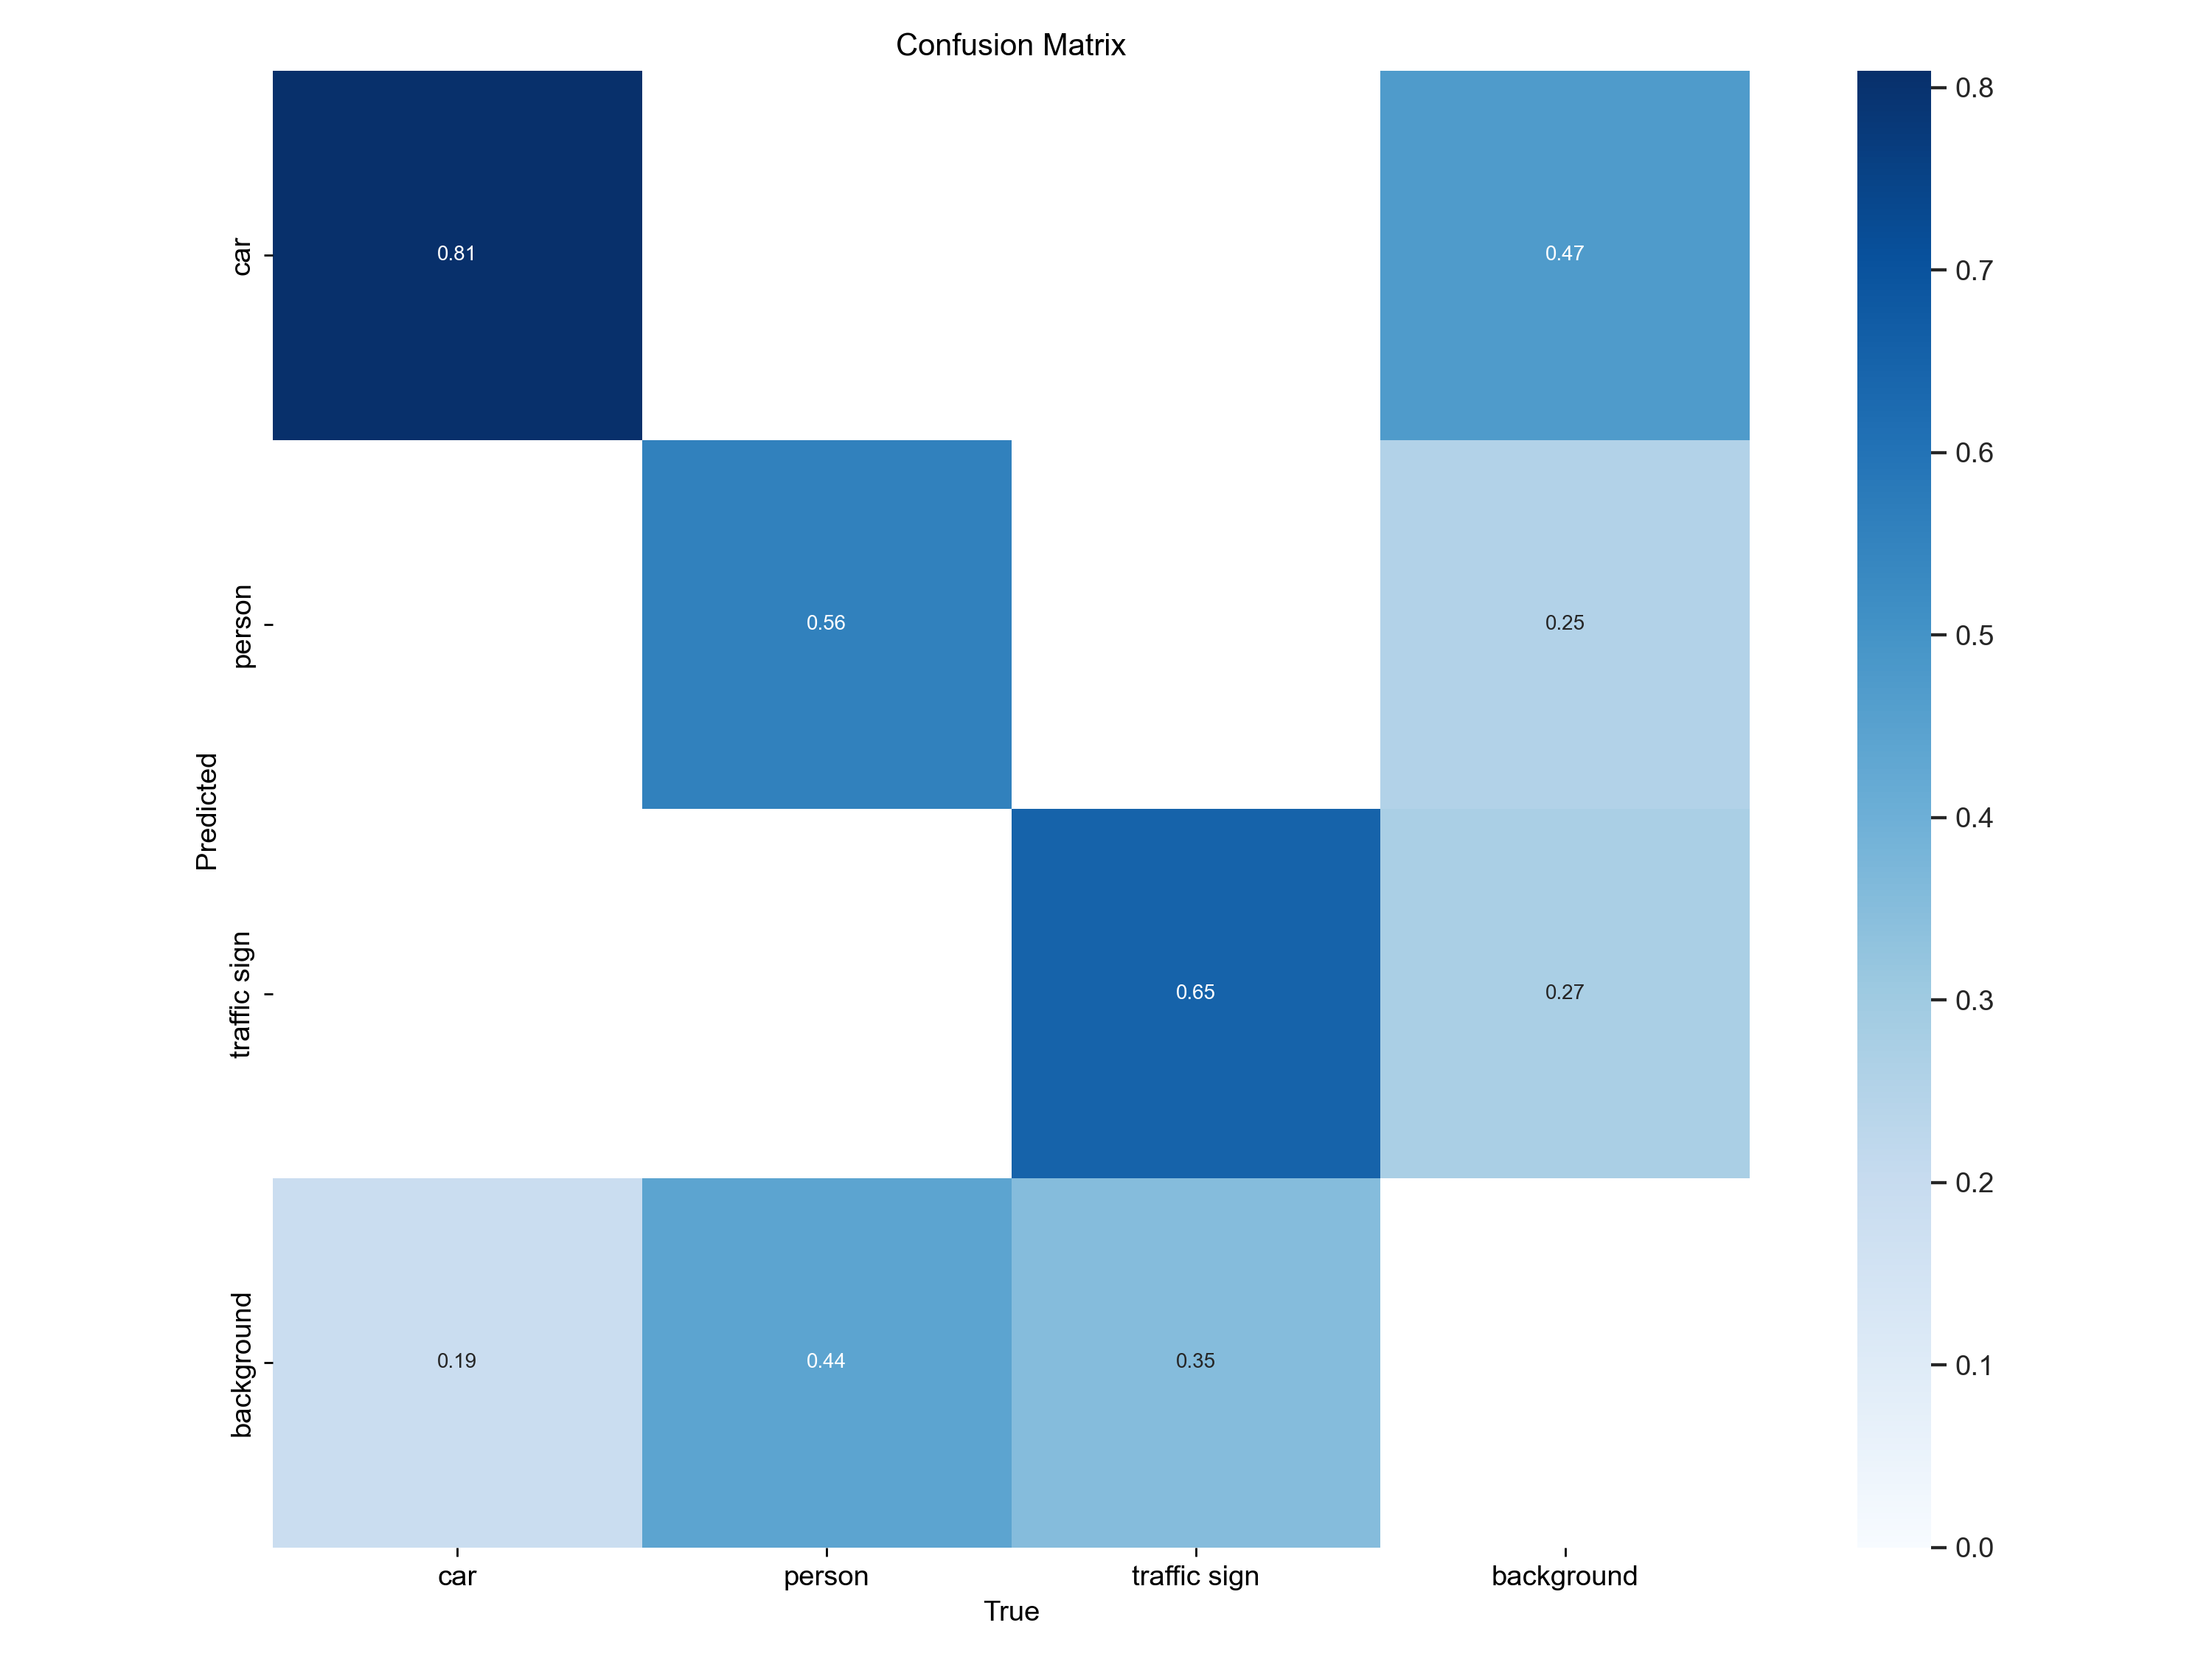 Confusion Matrix
car
0.81
0.47
person
0.56
0.25
Predicted
traffic sign
0.65
0.27
background
0.19
0.44
0.35
car
person
traffic sign
background
True
0.8
0.7
0.6
0.5
0.4
0.3
0.2
0.1
0.0